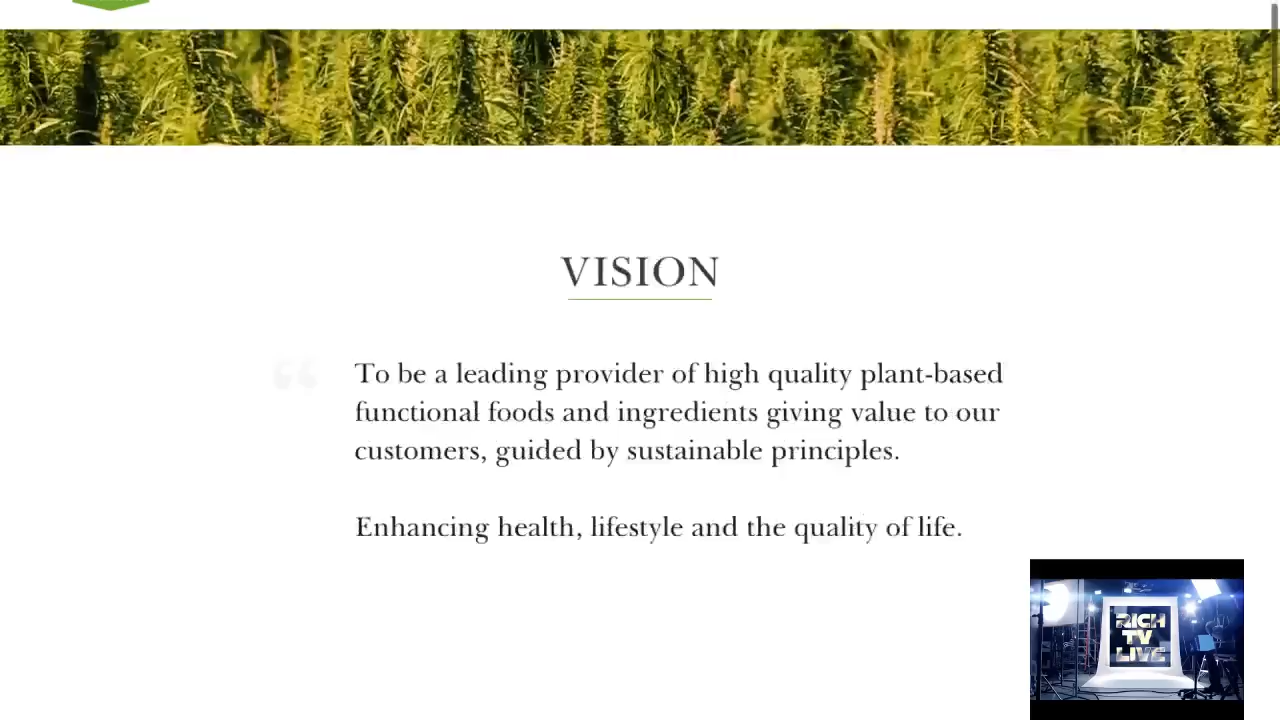 VISION
To be a leading provider of high quality plant-based
functional foods and ingredients giving value to our
customers, guided by sustainable principles.
Enhancing health, lifestyle and the quality of life.
RICH
TV
LIVE